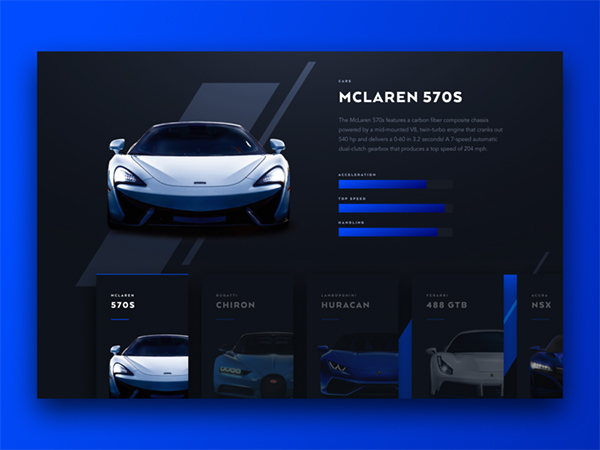 CARS
MCLAREN 570S
The McLaren 570s features a carbon fiber composite chassis
powered by a mid-mounted V8, twin-turbo engine that cranks out
540 hp and delivers a 0-60 in 3.2 seconds! A 7-speed automatic
dual-clutch gearbox that produces a top speed of 204 mph.
ACCELERATION
TOP SPEED
HANDLING
MCLAREN
570S
BUGATTI
CHIRON
LAMBORGHINI
HURACAN
FERRARI
488 GTB
ACURA
NSX